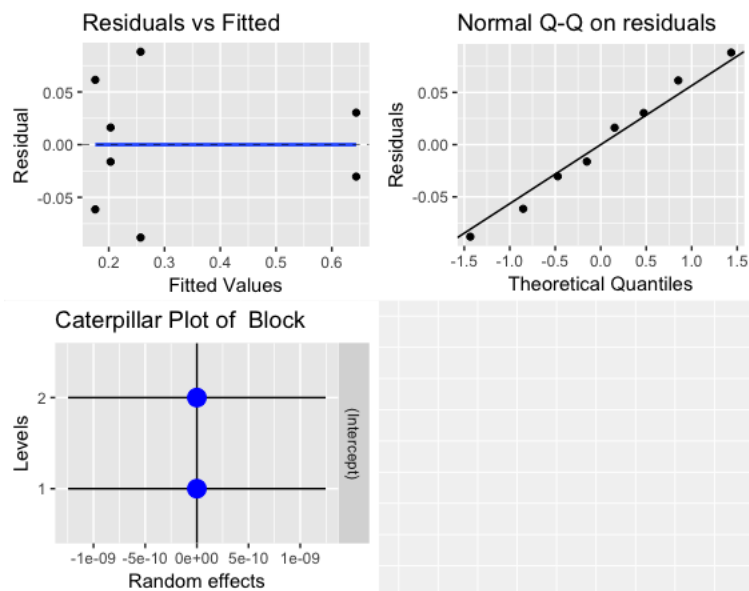 Residuals vs Fitted
Residual
0.05
0.00
-0.05
0.2 0.3 0.4 0.5 0.6
Fitted Values
Normal Q-Q on residuals
Residuals
0.05
0.00
-0.05
-1.5 -1.0 -0.5 0.0 0.5 1.0 1.5
Theoretical Quantiles
Caterpillar Plot of  Block
Levels
2
1
(Intercept)
-1e-09 -5e-10 0e+00 5e-10 1e-09
Random effects